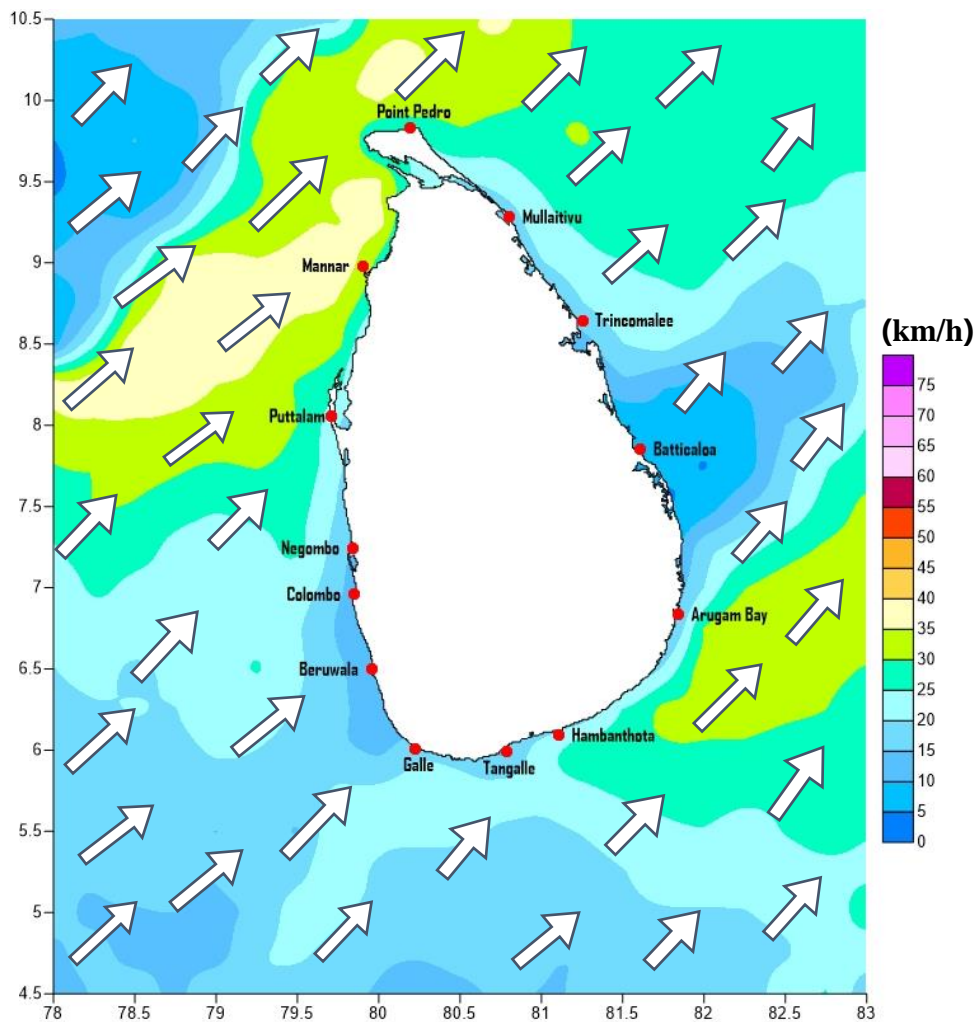 10.5
10
9.5
9
8.5
8
7.5
7
6.5
6
5.5
5
4.5
78
78.5
79
79.5
80
80.5
81
81.5
82
82.5
83
Point Pedro
Mullaitivu
Mannar
Trincomalee
Puttalam
Batticaloa
Negombo
Colombo
Arugam Bay
Beruwala
Hambanthota
Galle
Tangalle
(km/h)
75
70
65
60
55
50
45
40
35
30
25
20
15
10
5
0